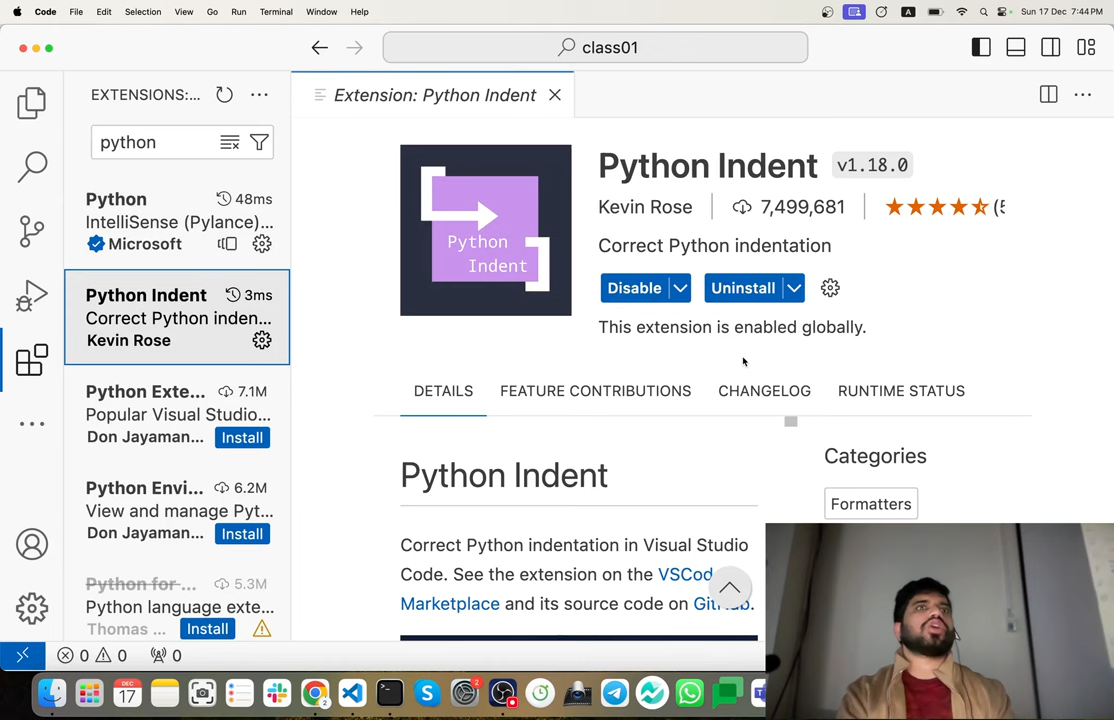 Code File Edit Selection View Go Run Terminal Window Help
A
Sun 17 Dec 7:44 PM
class01
EXTENSIONS:...
Extension: Python Indent
python
Python 48ms
IntelliSense (Pylance)...
Microsoft
Python Indent 3ms
Correct Python inden...
Kevin Rose
Python Exte... 7.1M
Popular Visual Studio...
Don Jayaman... Install
Python Envi... 6.2M
View and manage Pyt...
Don Jayaman... Install
Python for ... 5.3M
Python language exte...
Thomas ... Install
Python
Indent
Python Indent v1.18.0
Kevin Rose 7,499,681 (5
Correct Python indentation
Disable Uninstall
This extension is enabled globally.
DETAILS FEATURE CONTRIBUTIONS CHANGELOG RUNTIME STATUS
Python Indent
Correct Python indentation in Visual Studio
Code. See the extension on the VSCod
Marketplace and its source code on GitHub.
Categories
Formatters
0 0 0
DEC
17
2
2